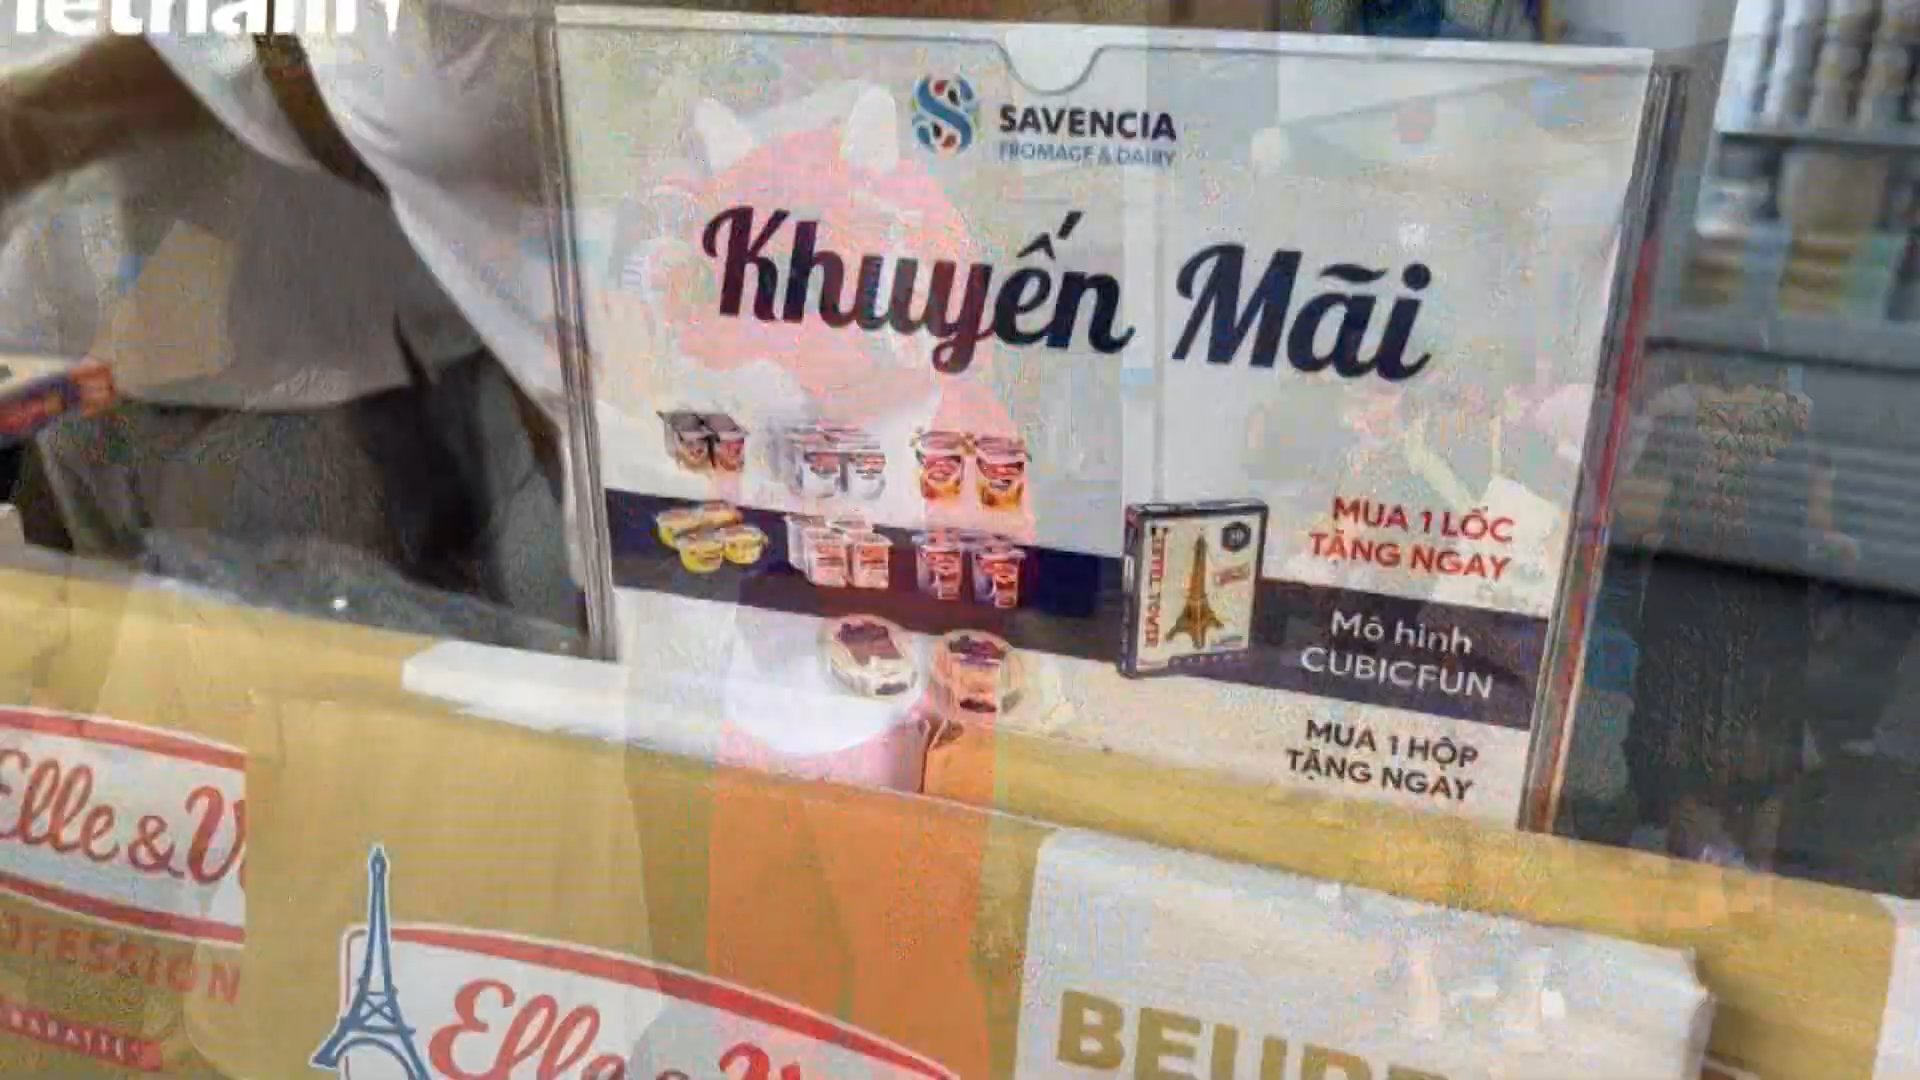 SAVENCIA
FROMAGE & DAIRY
Khuyến Mãi
MUA 1 LỐC
TẶNG NGAY
Mô hình
CUBICFUN
MUA 1 HỘP
TẶNG NGAY
Elle &
Elle